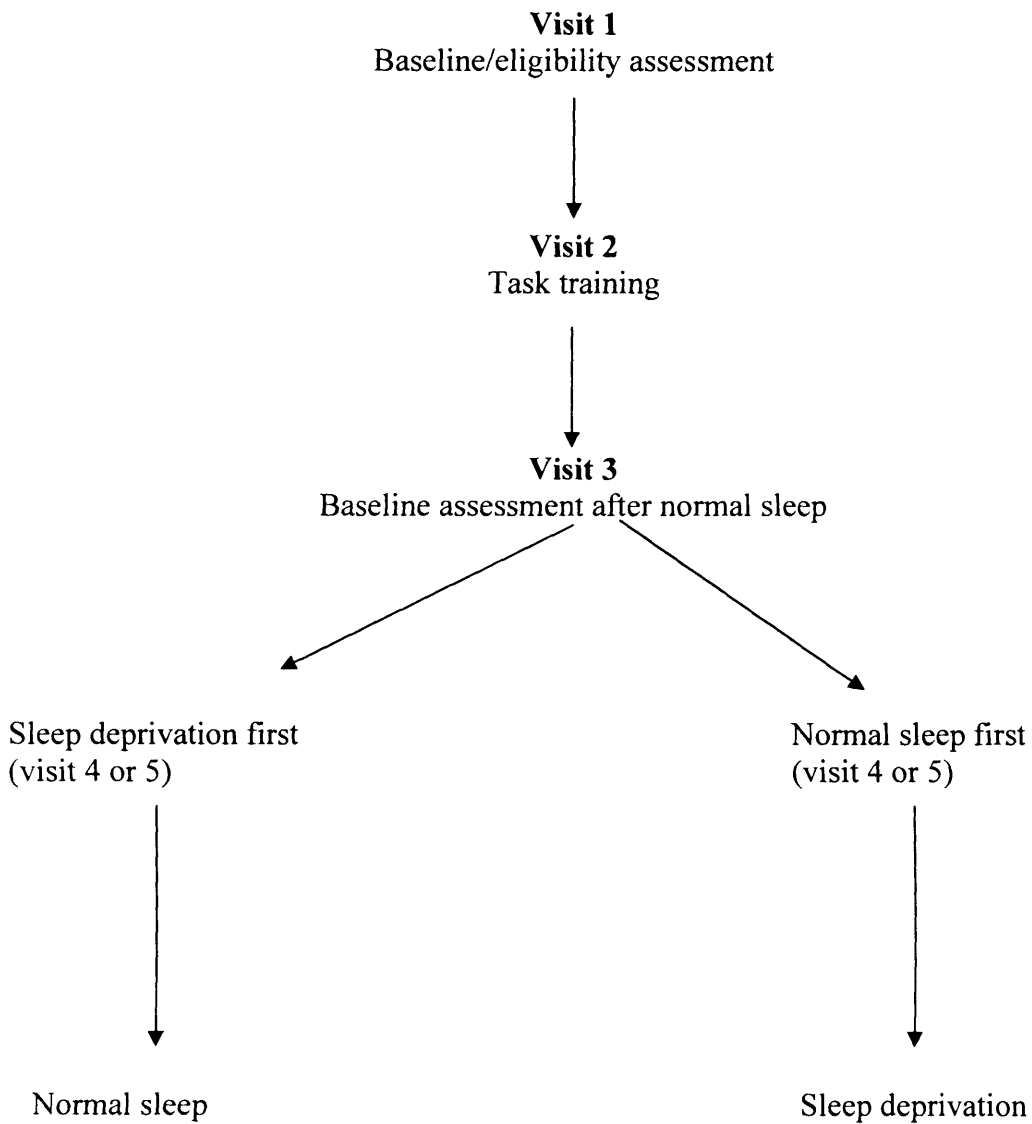 Visit 1
Baseline/eligibility assessment
Visit 2
Task training
Visit 3
Baseline assessment after normal sleep
Sleep deprivation first
(visit 4 or 5)
Normal sleep first
(visit 4 or 5)
Normal sleep
Sleep deprivation